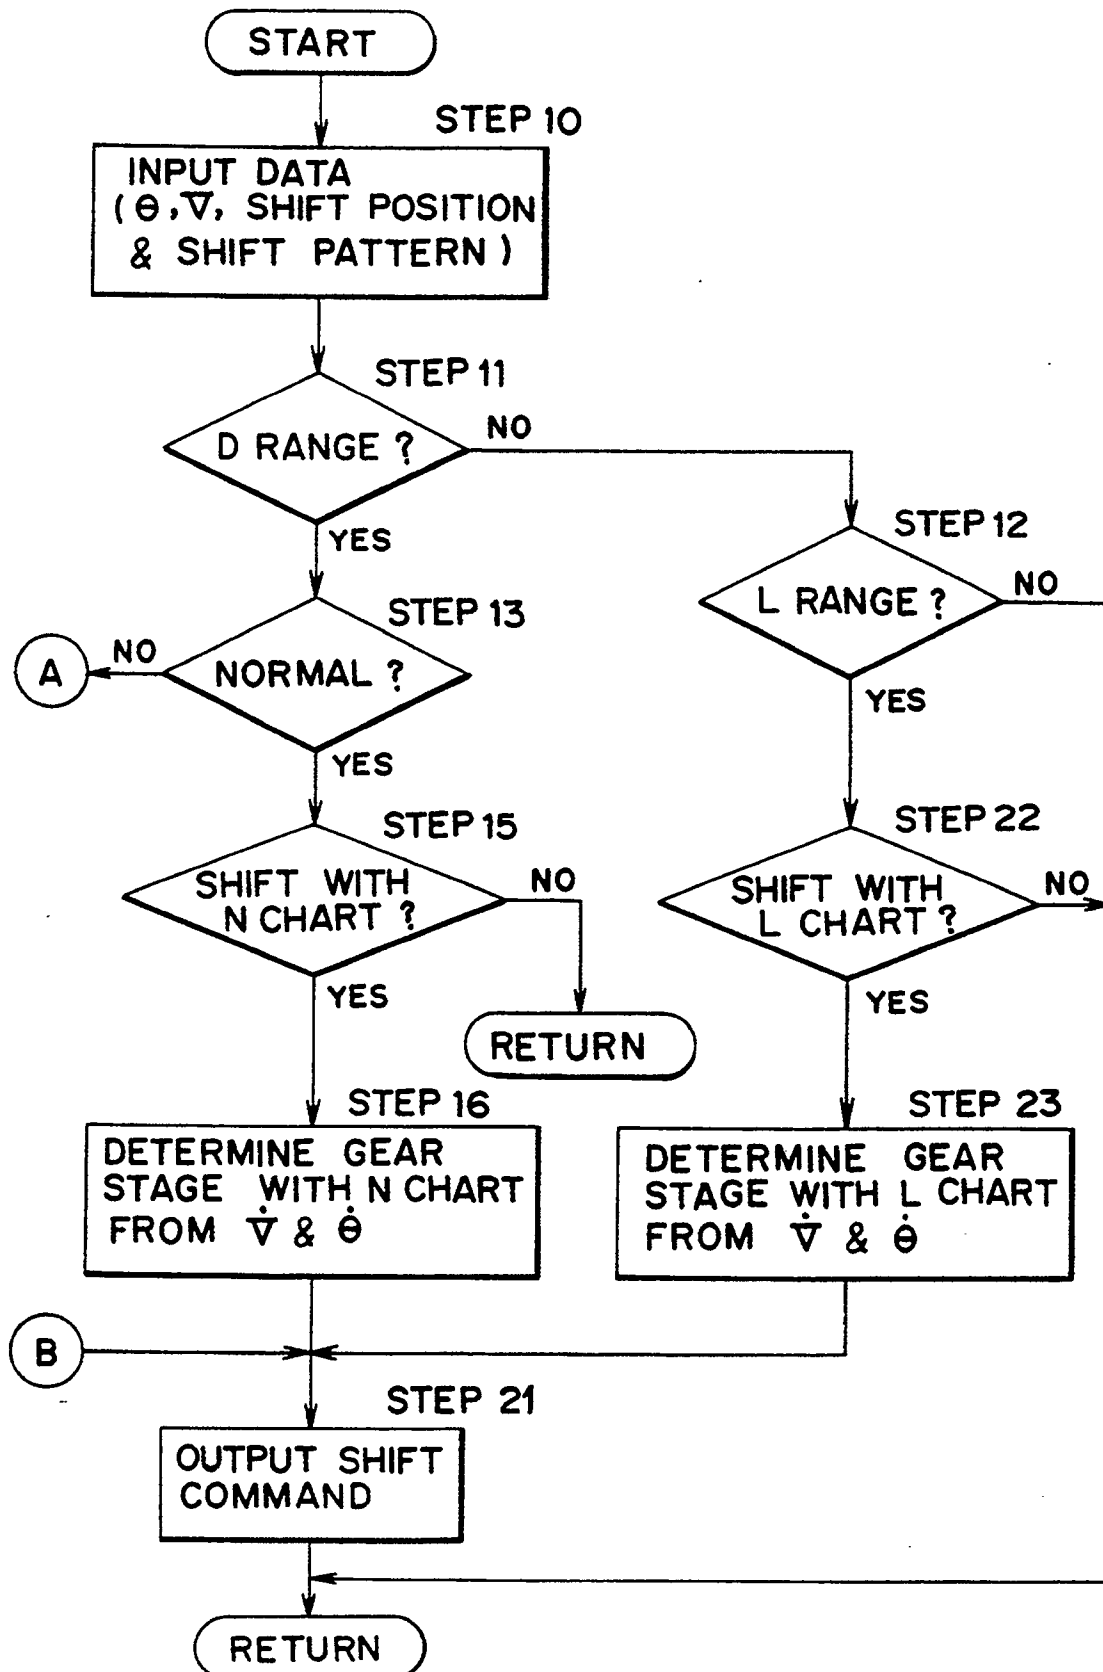 START
STEP 10
INPUT DATA
(θ, V, SHIFT POSITION
& SHIFT PATTERN)
STEP 11
D RANGE ?
NO
YES
STEP 12
L RANGE ?
NO
YES
STEP 13
NORMAL ?
NO
A
YES
STEP 15
SHIFT WITH
N CHART ?
NO
YES
RETURN
STEP 22
SHIFT WITH
L CHART ?
NO
YES
STEP 16
DETERMINE GEAR
STAGE WITH N CHART
FROM V̇ & θ̇
STEP 23
DETERMINE GEAR
STAGE WITH L CHART
FROM V̇ & θ̇
B
STEP 21
OUTPUT SHIFT
COMMAND
RETURN